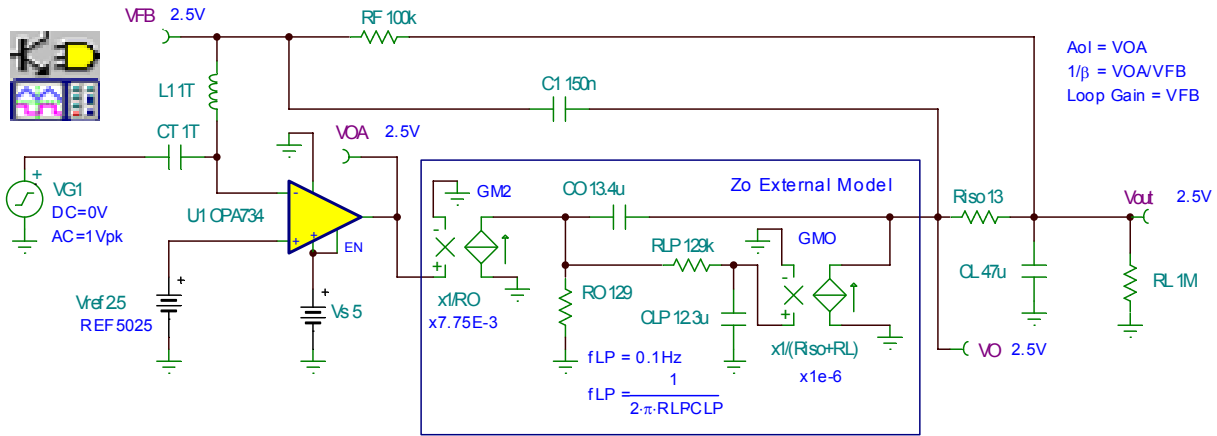 VFB 2.5V
RF 100k
Aol = VOA
1/β = VOA/VFB
Loop Gain = VFB
L1 1T
C1 150n
CT 1T
VOA 2.5V
VG1
DC=0V
AC=1Vpk
U1 OPA734
EN
GM2
CO 13.4u
Zo External Model
Riso 13
Vout 2.5V
RLP 129k
GMO
Vref 2.5
REF5025
Vs 5
x1/RO
x7.75E-3
RO 129
CLP 12.3u
CL 47u
RL 1M
x1/(Riso+RL)
x1e-6
VO 2.5V
fLP = 0.1Hz
fLP = 1
2·π·RLPCLP